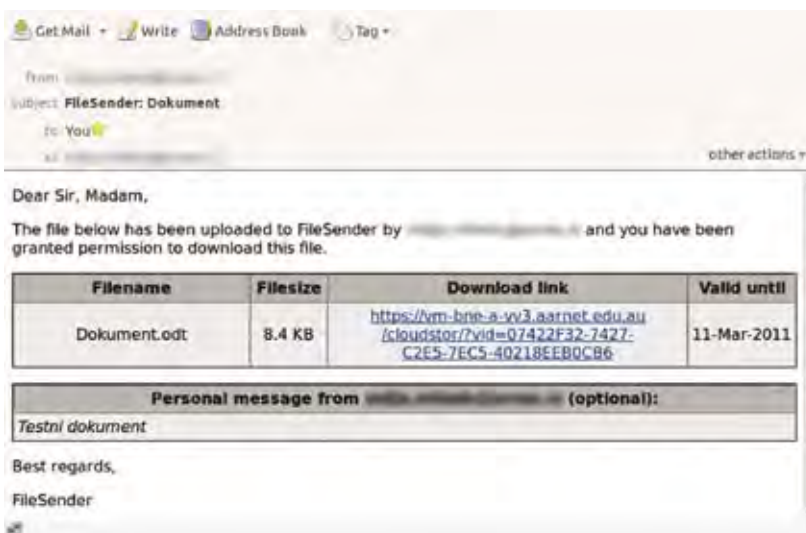 Get Mail Write Address Book Tag
from
subject FileSender: Dokument
to You
other actions
Dear Sir, Madam,
The file below has been uploaded to FileSender by and you have been
granted permission to download this file.
Filename Filesize Download link Valid until
Dokument.odt 8.4 KB https://vm-bne-a-vv3.aarnet.edu.au 11-Mar-2011
/cloudstor/?vid=07422F32-7427-
C2E5-7EC5-40218EEB0CB6
Personal message from (optional):
Testni dokument
Best regards,
FileSender